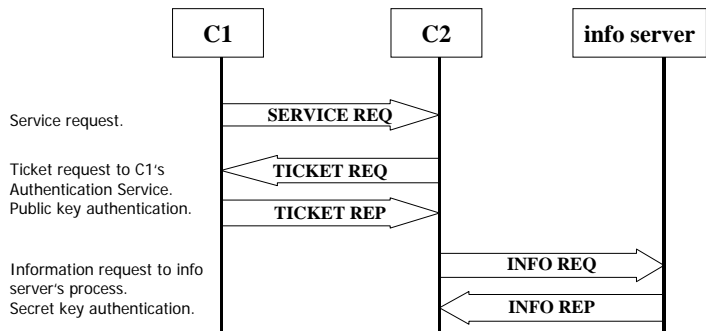 C1
C2
info server
Service request.
SERVICE REQ
Ticket request to C1‘s
Authentication Service.
Public key authentication.
TICKET REQ
TICKET REP
Information request to info
server‘s process.
Secret key authentication.
INFO REQ
INFO REP